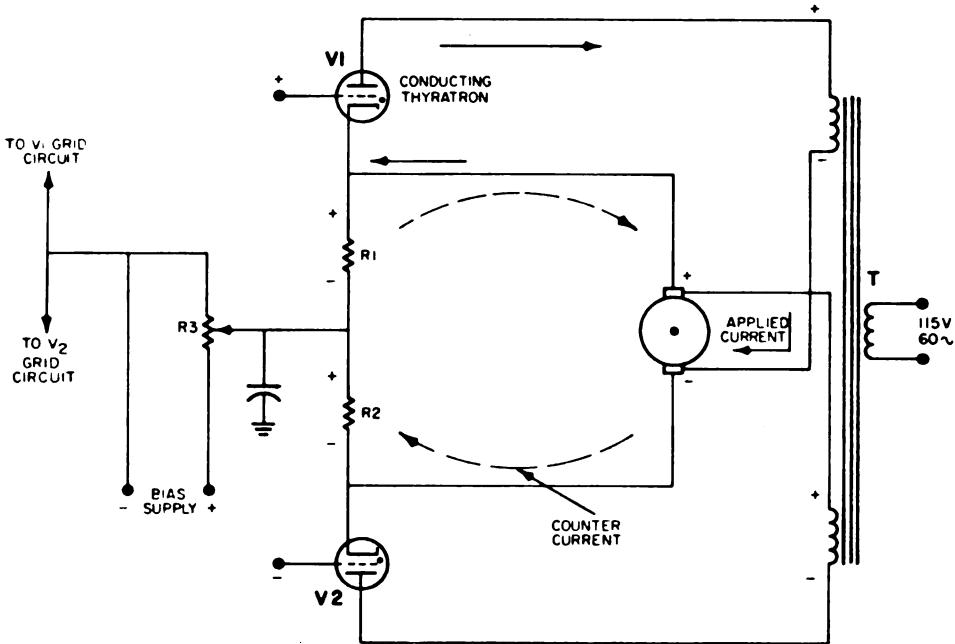 +
V1
CONDUCTING
THYRATRON
+
TO V1 GRID
CIRCUIT
-
+
R1
-
+
T
R3
APPLIED
CURRENT
115V
60~
TO V2
GRID
CIRCUIT
-
+
R2
-
- BIAS
SUPPLY +
+
COUNTER
CURRENT
-
V2
-